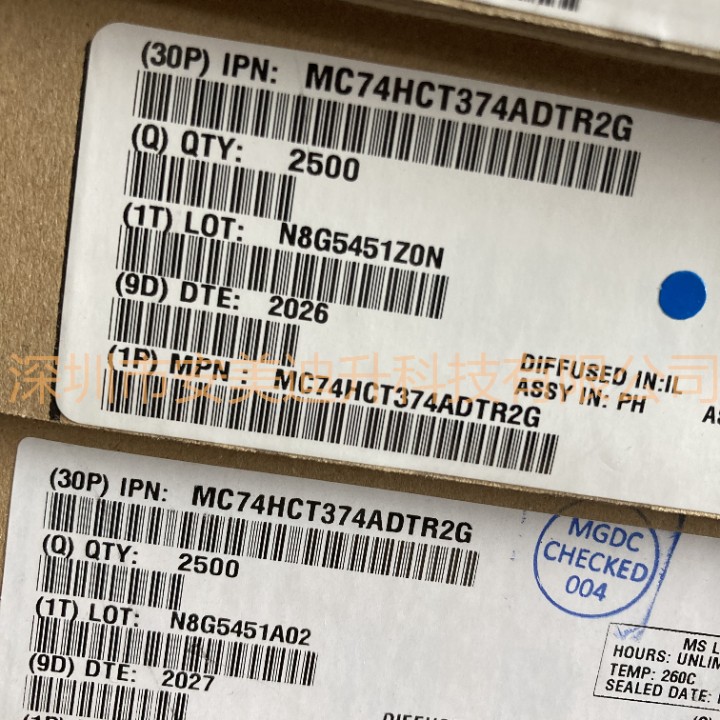 (30P) IPN: MC74HCT374ADTR2G
(Q) QTY: 2500
(1T) LOT: N8G5451Z0N
(9D) DTE: 2026
(1P) MPN : MC74HCT374ADTR2G
DIFFUSED IN:IL
ASSY IN: PH
深圳市安美迪升科技有限公司
(30P) IPN: MC74HCT374ADTR2G
(Q) QTY: 2500
(1T) LOT: N8G5451A02
(9D) DTE: 2027
MGDC
CHECKED
004
MS L
HOURS: UNLIM
TEMP: 260C
SEALED DATE: